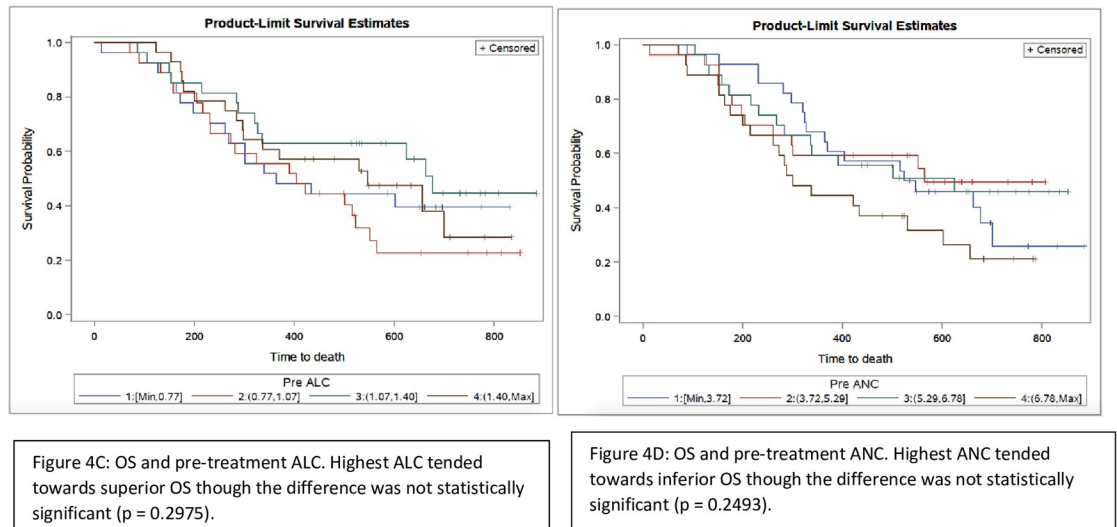 Product-Limit Survival Estimates
+ Censored
1.0
0.8
0.6
0.4
0.2
0.0
Survival Probability
0 200 400 600 800
Time to death
Pre ALC
1:[Min,0.77] 2:(0.77,1.07] 3:(1.07,1.40] 4:(1.40,Max]
Figure 4C: OS and pre-treatment ALC. Highest ALC tended
towards superior OS though the difference was not statistically
significant (p = 0.2975).
Product-Limit Survival Estimates
+ Censored
1.0
0.8
0.6
0.4
0.2
0.0
Survival Probability
0 200 400 600 800
Time to death
Pre ANC
1:[Min,3.72] 2:(3.72,5.29] 3:(5.29,6.78] 4:(6.78,Max]
Figure 4D: OS and pre-treatment ANC. Highest ANC tended
towards inferior OS though the difference was not statistically
significant (p = 0.2493).